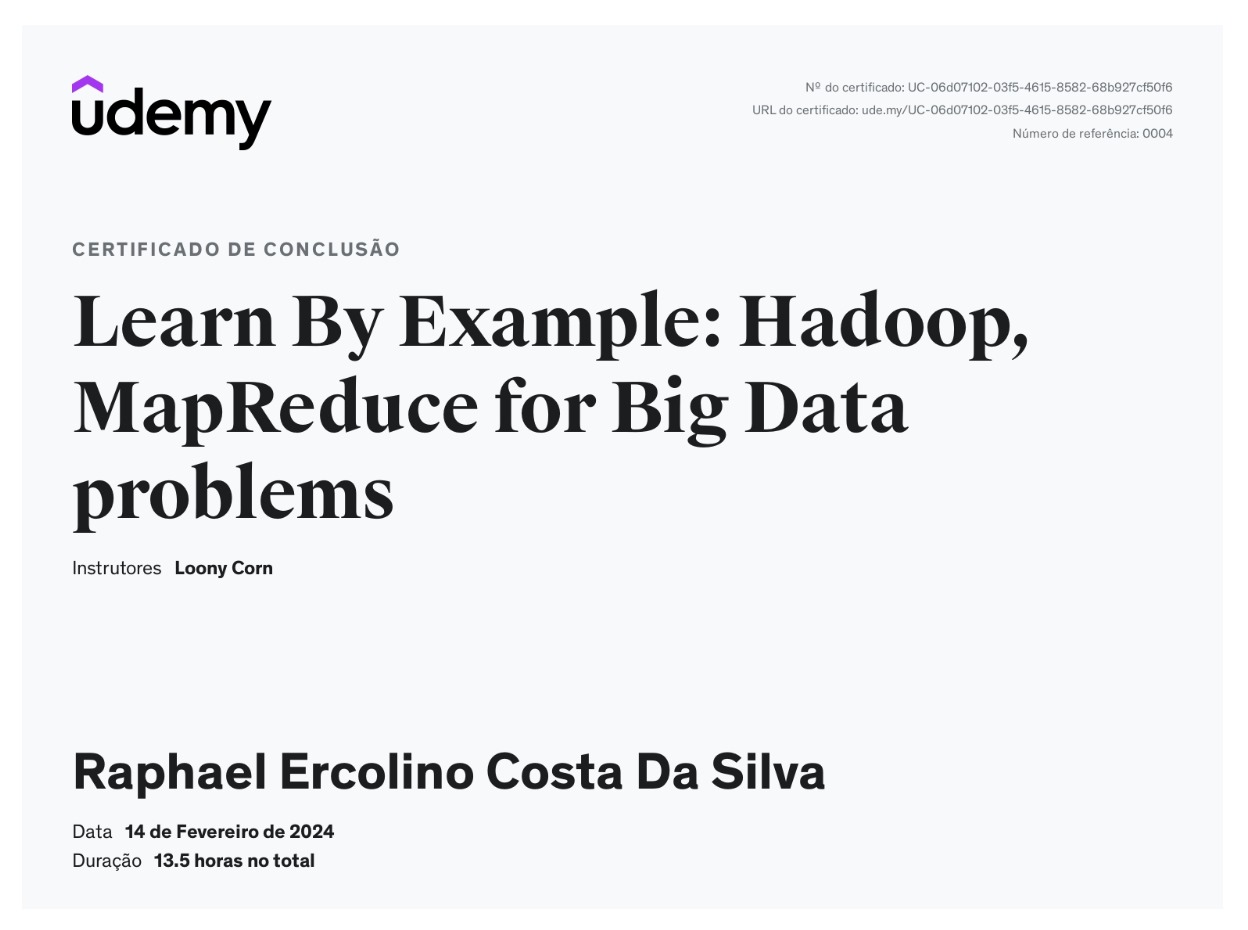 udemy
Nº do certificado: UC-06d07102-03f5-4615-8582-68b927cf50f6
URL do certificado: ude.my/UC-06d07102-03f5-4615-8582-68b927cf50f6
Número de referência: 0004
CERTIFICADO DE CONCLUSÃO
Learn By Example: Hadoop,
MapReduce for Big Data
problems
Instrutores Loony Corn
Raphael Ercolino Costa Da Silva
Data 14 de Fevereiro de 2024
Duração 13.5 horas no total